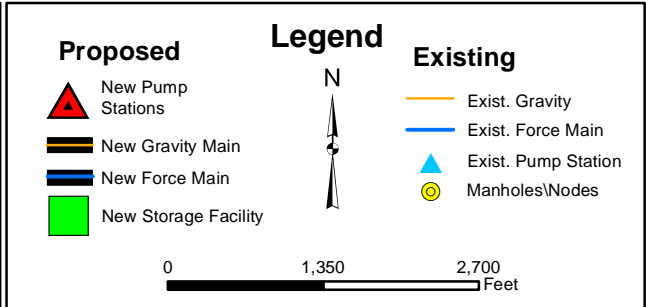 Legend
Proposed
New Pump
Stations
New Gravity Main
New Force Main
New Storage Facility
N
Existing
Exist. Gravity
Exist. Force Main
Exist. Pump Station
Manholes\Nodes
0 1,350 2,700
Feet